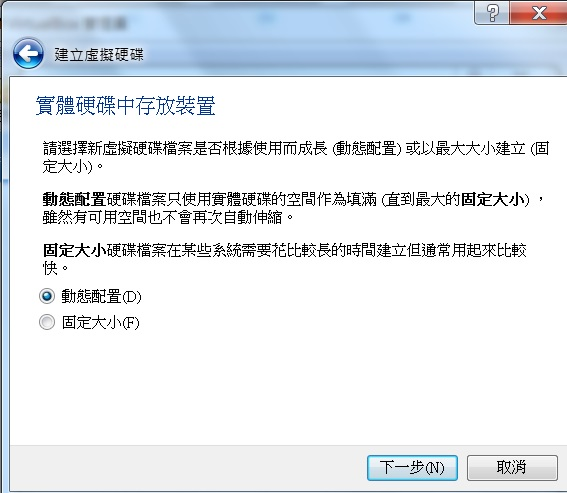 建立虛擬硬碟
實體硬碟中存放裝置
請選擇新虛擬硬碟檔案是否根據使用而成長 (動態配置) 或以最大大小建立 (固
定大小)。
動態配置硬碟檔案只使用實體硬碟的空間作為填滿 (直到最大的固定大小) ，
雖然有可用空間也不會再次自動伸縮。
固定大小硬碟檔案在某些系統需要花比較長的時間建立但通常用起來比較
快。
動態配置(D)
固定大小(F)
下一步(N)
取消